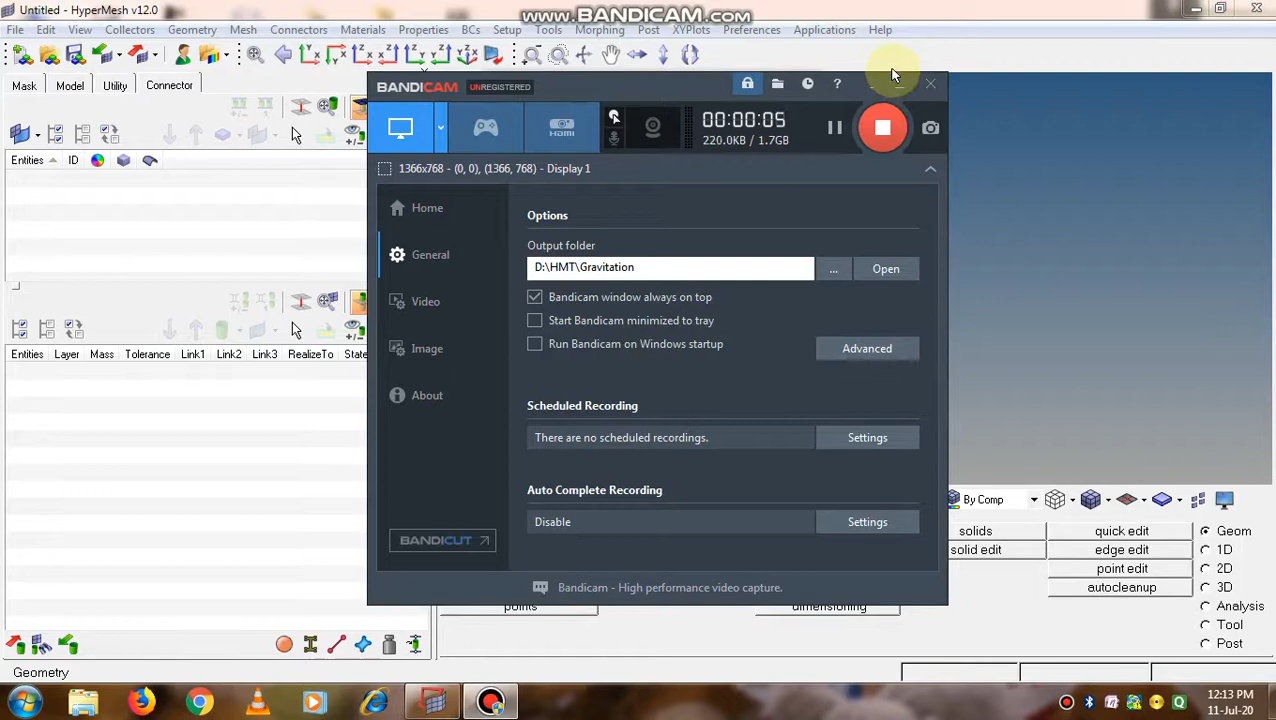 Untitled - HyperMesh v12.0
www.BANDICAM.com
File Edit View Collectors Geometry Mesh Connectors Materials Properties BCs Setup Tools Morphing Post XYPlots Preferences Applications Help
Mask Model Utility Connector
Entities ID
Entities Layer Mass Tolerance Link1 Link2 Link3 RealizeTo State
BANDICAM UNREGISTERED
?
HDMI
00:00:05
220.0KB / 1.7GB
1366x768 - (0, 0), (1366, 768) - Display 1
Home
General
Video
Image
About
BANDICUT
Options
Output folder
D:\HMT\Gravitation ... Open
Bandicam window always on top
Start Bandicam minimized to tray
Run Bandicam on Windows startup
Advanced
Scheduled Recording
There are no scheduled recordings. Settings
Auto Complete Recording
Disable Settings
Bandicam - High performance video capture.
By Comp
solids quick edit Geom
solid edit edge edit 1D
point edit 2D
autocleanup 3D
points dimensioning Analysis
Tool
Post
Geometry
12:13 PM
11-Jul-20